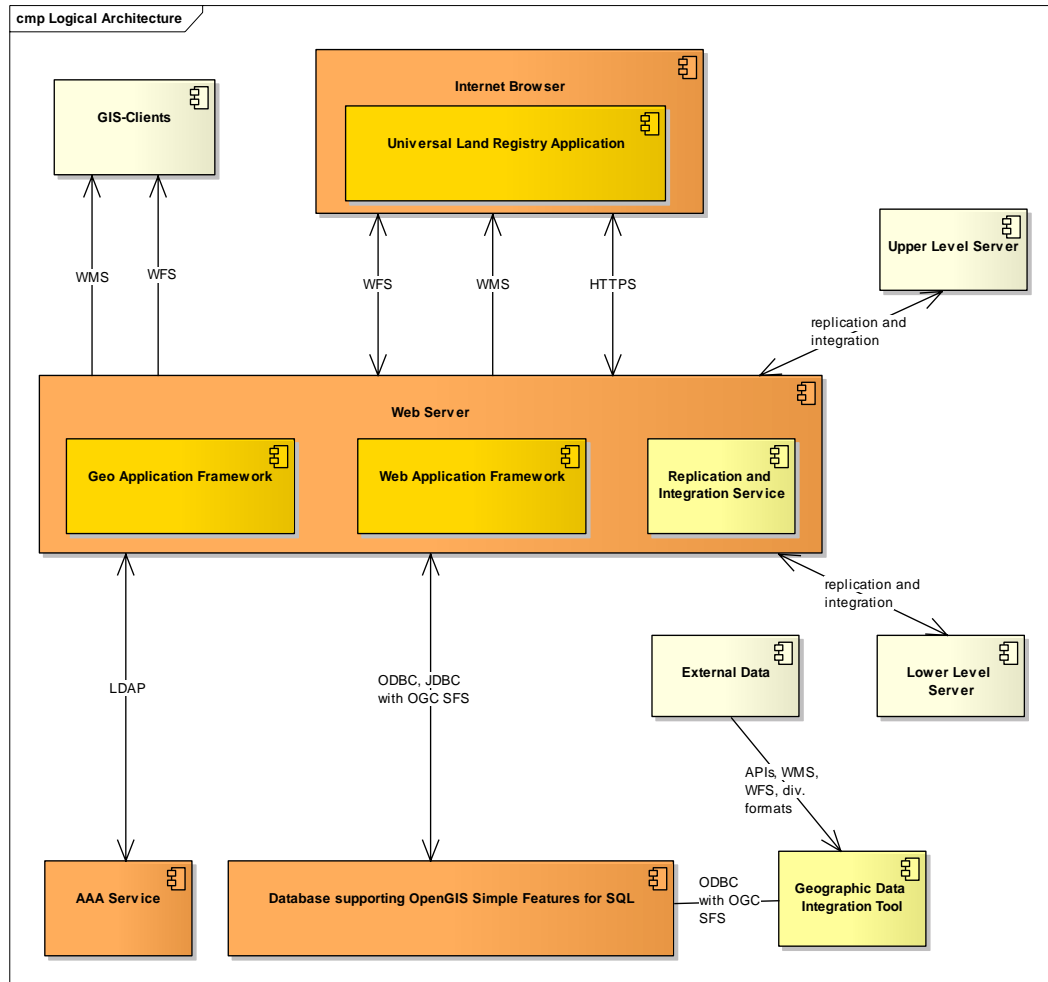 cmp Logical Architecture
GIS-Clients
Internet Browser
Universal Land Registry Application
Upper Level Server
WMS
WFS
WFS
WMS
HTTPS
replication and
integration
Web Server
Geo Application Framework
Web Application Framework
Replication and
Integration Service
replication and
integration
External Data
Lower Level
Server
LDAP
ODBC, JDBC
with OGC SFS
APIs, WMS,
WFS, div.
formats
AAA Service
Database supporting OpenGIS Simple Features for SQL
ODBC
with OGC
SFS
Geographic Data
Integration Tool